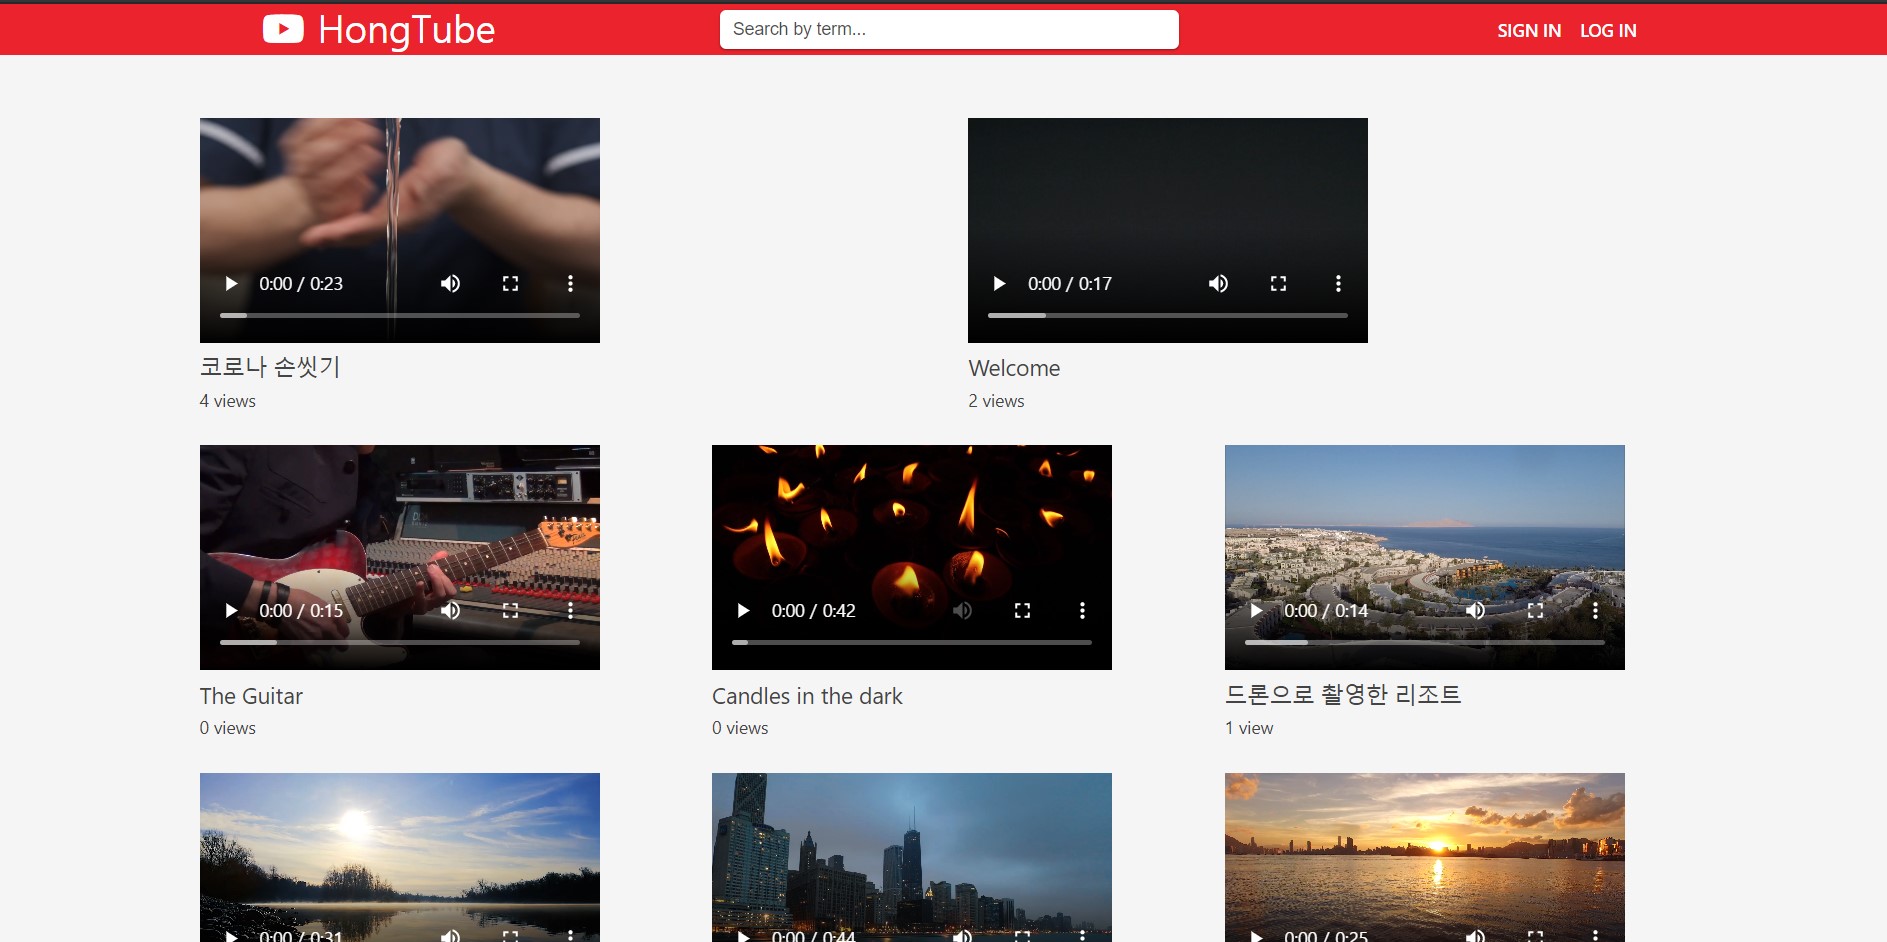 HongTube
Search by term...
SIGN IN LOG IN
0:00 / 0:23
0:00 / 0:17
코로나 손씻기
Welcome
4 views
2 views
0:00 / 0:15
0:00 / 0:42
0:00 / 0:14
The Guitar
Candles in the dark
드론으로 촬영한 리조트
0 views
0 views
1 view
0:00 / 0:31
0:00 / 0:44
0:00 / 0:25